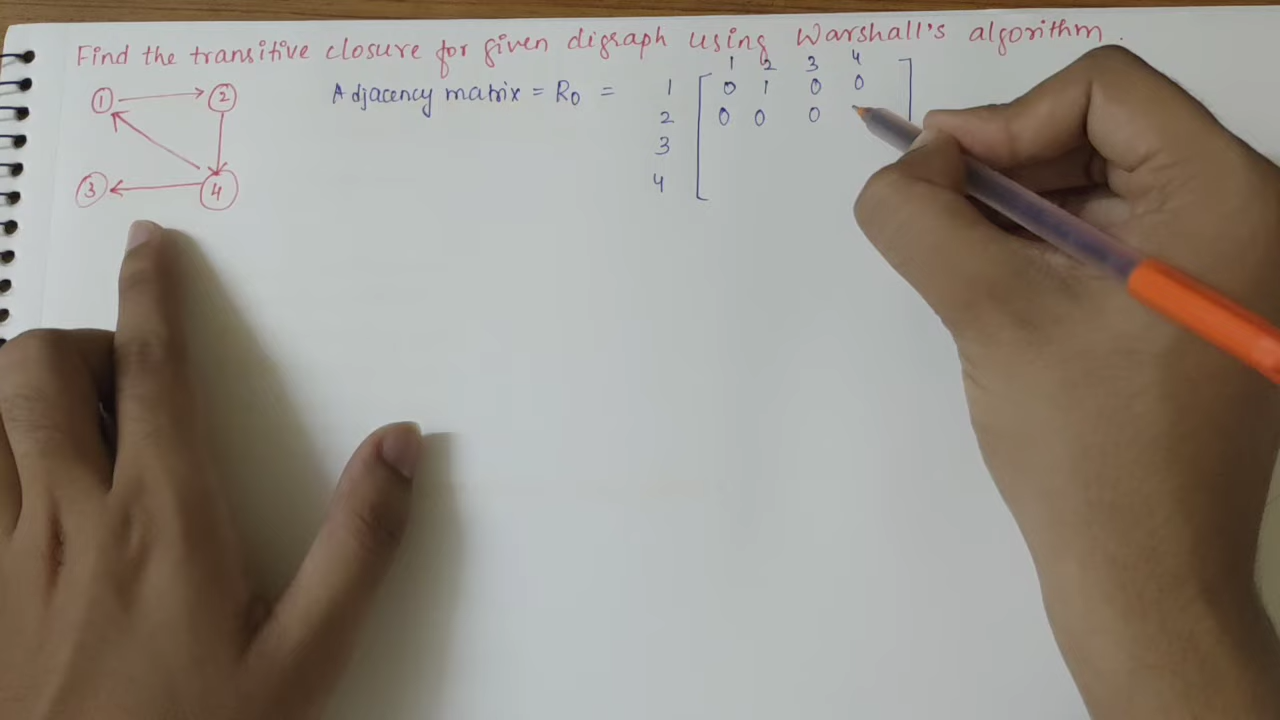 Find the transitive closure for given digraph using Warshall's algorithm.
1 2
3 4
Adjacency matrix = R0 =
1 2 3 4
1 0 1 0 0
2 0 0 0
3
4